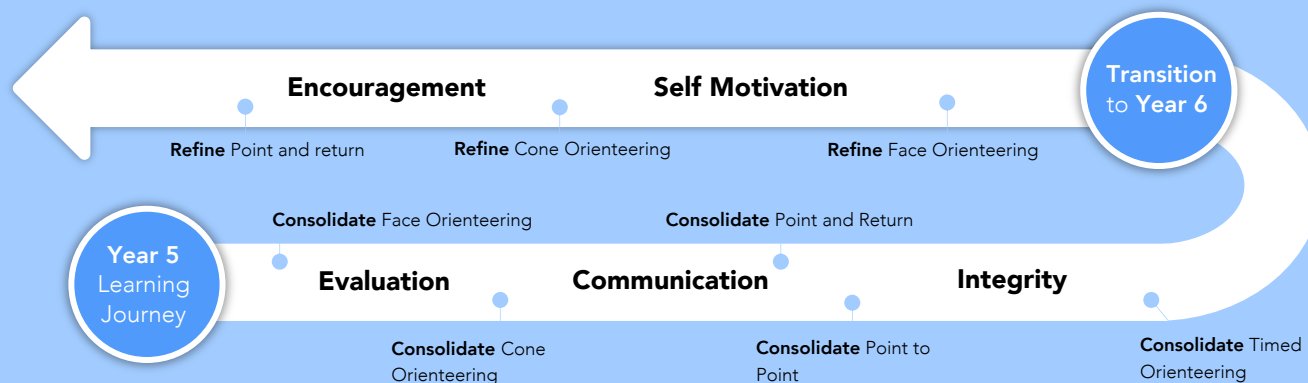 Encouragement
Self Motivation
Transition
to Year 6
Refine Point and return
Refine Cone Orienteering
Refine Face Orienteering
Consolidate Face Orienteering
Consolidate Point and Return
Year 5
Learning
Journey
Evaluation
Communication
Integrity
Consolidate Cone
Orienteering
Consolidate Point to
Point
Consolidate Timed
Orienteering